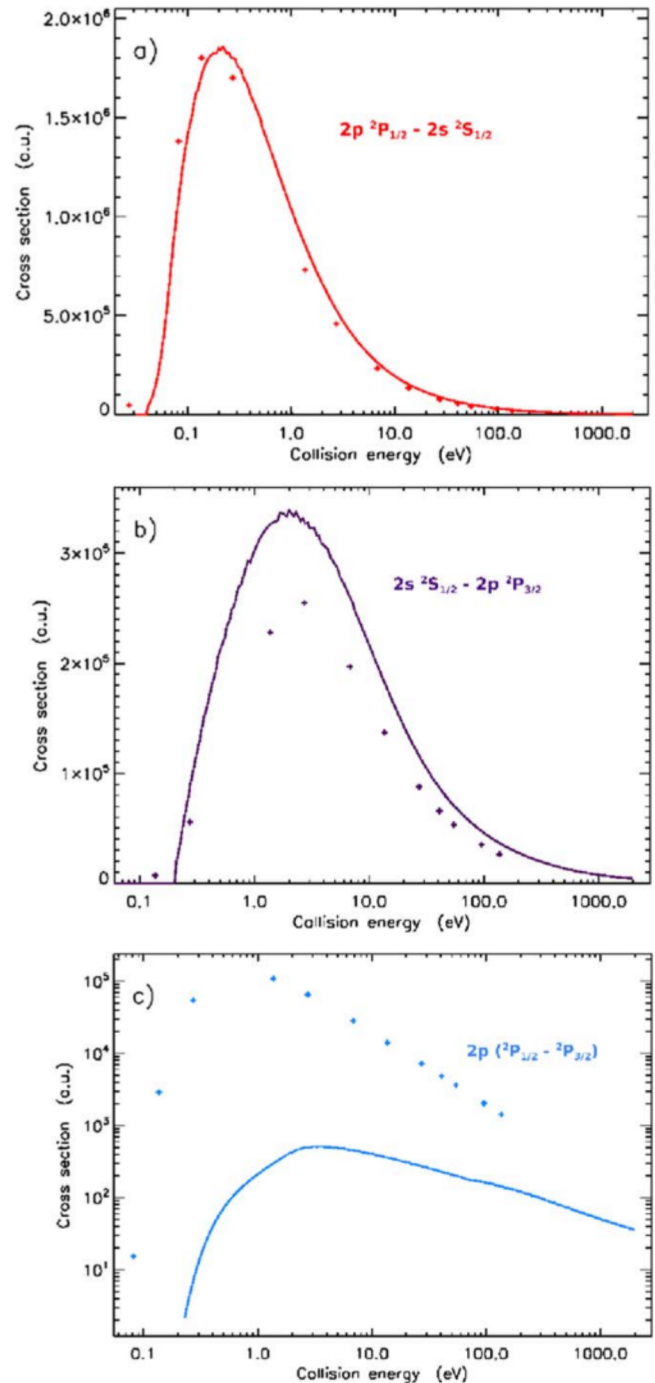 2.0×10⁶
a)
1.5×10⁶
2p ²P₁/₂ - 2s ²S₁/₂
Cross section (a.u.)
1.0×10⁶
5.0×10⁵
0
0.1 1.0 10.0 100.0 1000.0
Collision energy (eV)
b)
3×10⁵
2s ²S₁/₂ - 2p ²P₃/₂
Cross section (a.u.)
2×10⁵
1×10⁵
0
0.1 1.0 10.0 100.0 1000.0
Collision energy (eV)
10⁵
c)
2p (²P₁/₂ - ²P₃/₂)
10⁴
Cross section (a.u.)
10³
10²
10¹
0.1 1.0 10.0 100.0 1000.0
Collision energy (eV)